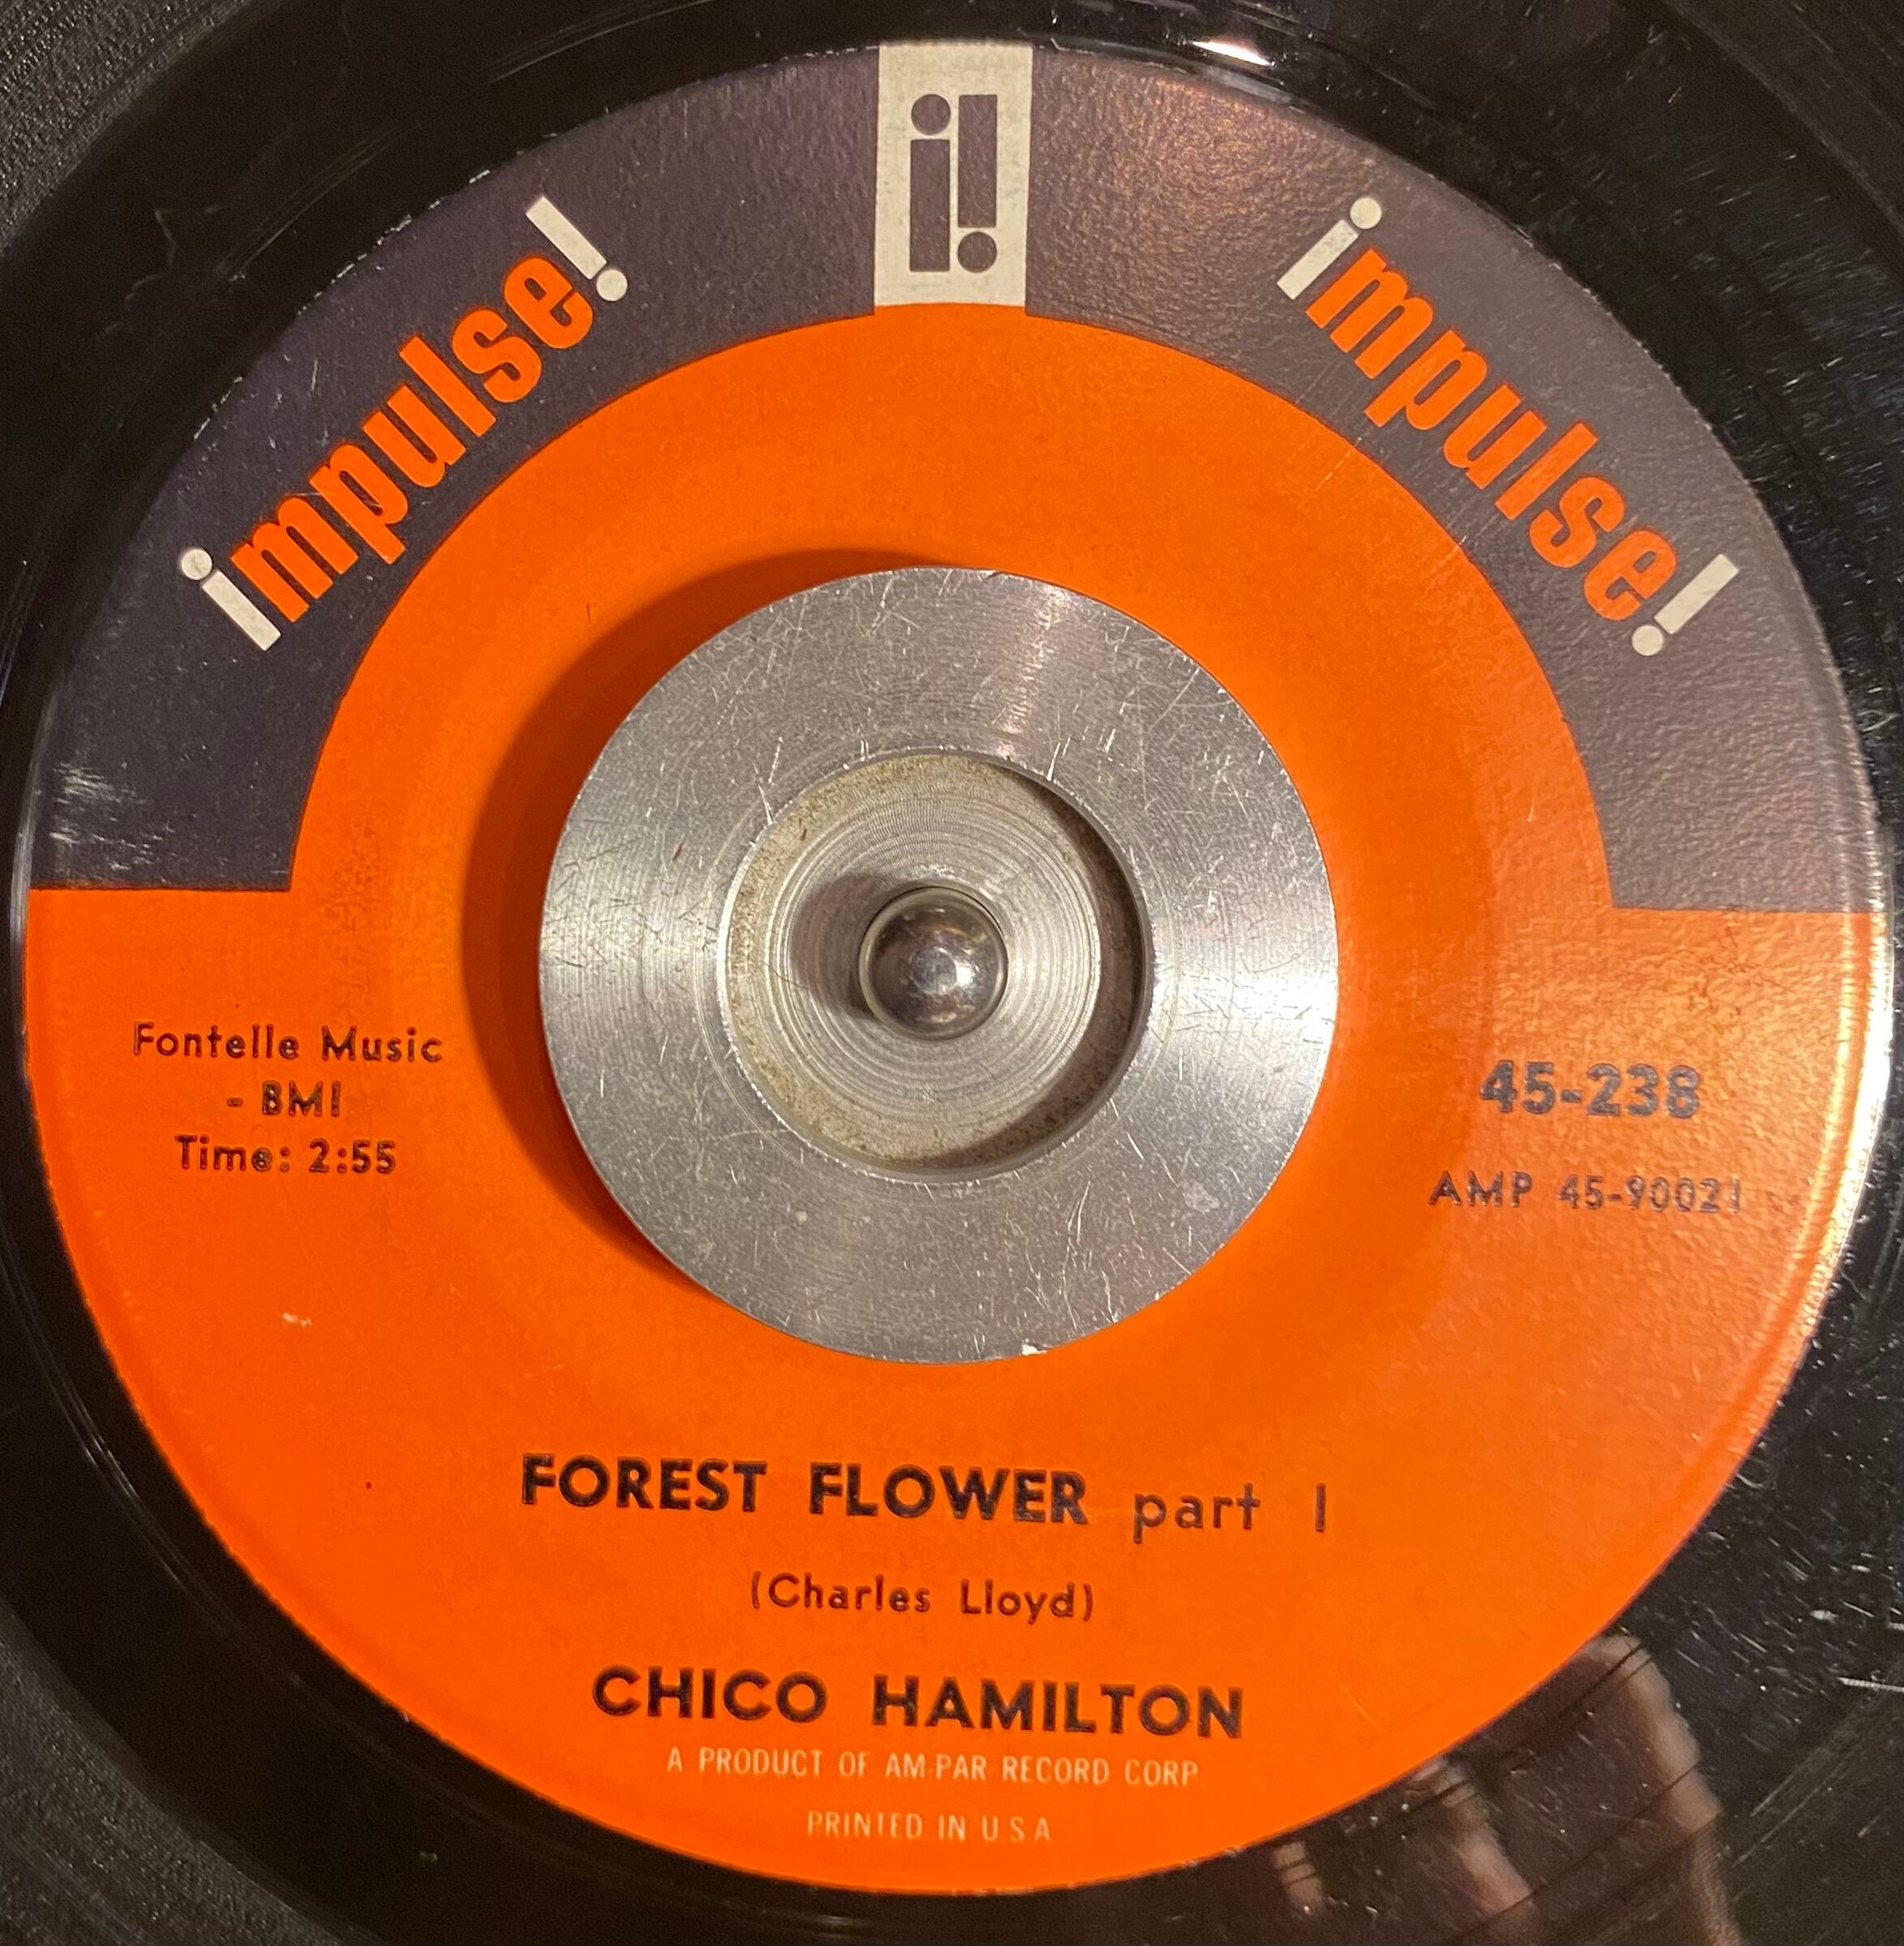 i!
impulse!
impulse!
Fontelle Music
- BMI
Time: 2:55
45-238
AMP 45-90021
FOREST FLOWER part 1
(Charles Lloyd)
CHICO HAMILTON
A PRODUCT OF AM-PAR RECORD CORP
PRINTED IN U S A